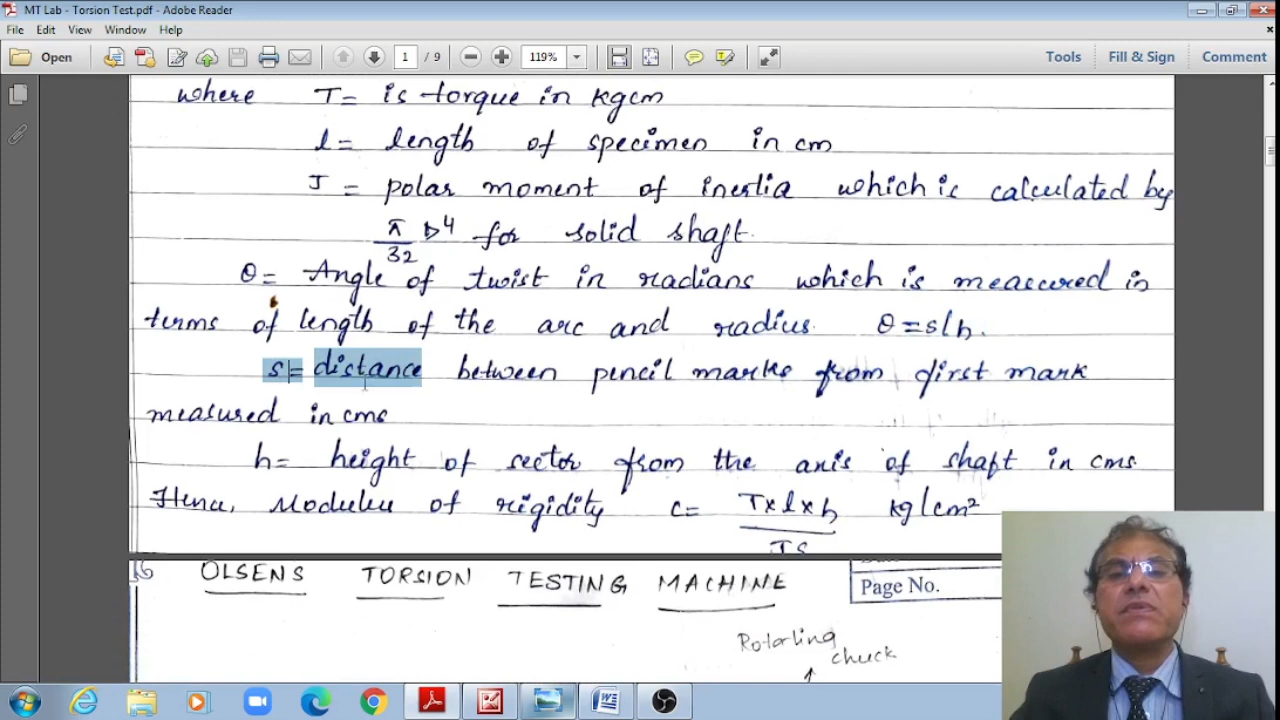 MT Lab - Torsion Test.pdf - Adobe Reader
File Edit View Window Help
Open 1 / 9 119% Tools Fill & Sign Comment
where T= is torque in kgcm
l= length of specimen in cm
J = polar moment of inertia which is calculated by
π/32 D⁴ for solid shaft.
θ= Angle of twist in radians which is measured in
terms of length of the arc and radius. θ=s/h.
s= distance between pencil marks from first mark
measured in cms
h= height of sector from the axis of shaft in cms.
Hence, Modulus of rigidity C= T×l×h/JS kg/cm²
16 OLSENS TORSION TESTING MACHINE
Page No.
Rotarling
chuck